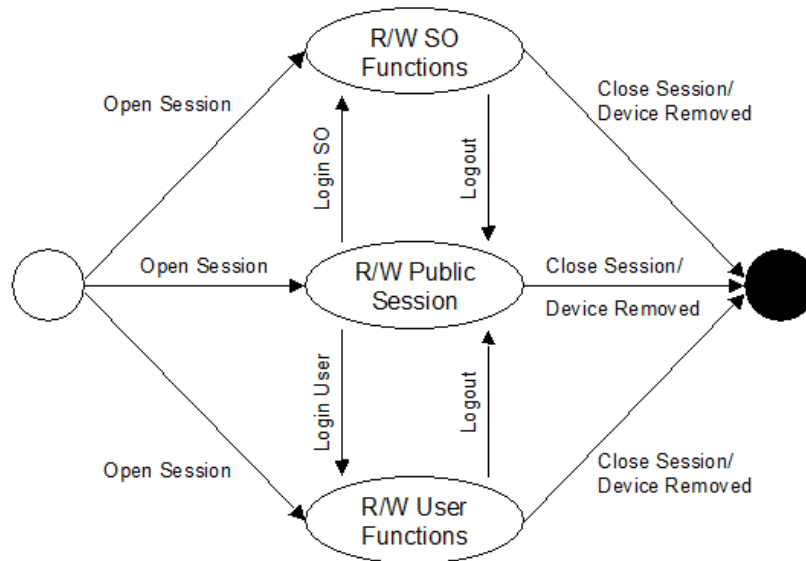 R/W SO
Functions
Close Session/
Device Removed
Open Session
Login SO
Logout
Open Session
R/W Public
Session
Close Session/
Device Removed
Login User
Logout
Open Session
Close Session/
Device Removed
R/W User
Functions